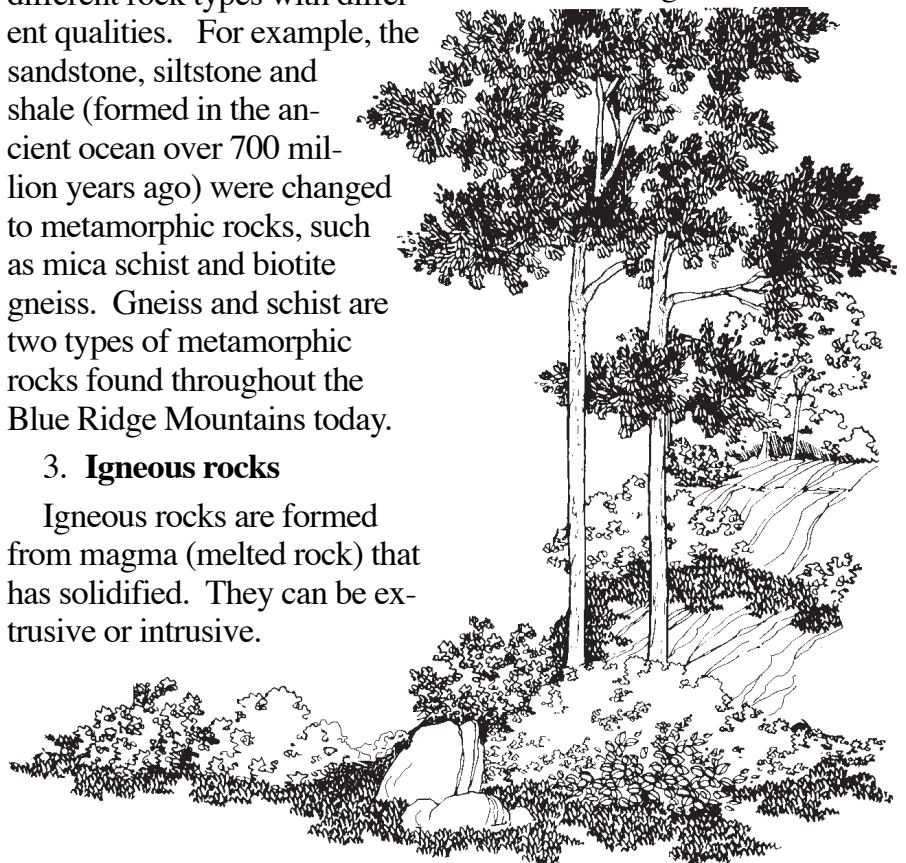 different rock types with differ-
ent qualities.   For example, the
sandstone, siltstone and
shale (formed in the an-
cient ocean over 700 mil-
lion years ago) were changed
to metamorphic rocks, such
as mica schist and biotite
gneiss.  Gneiss and schist are
two types of metamorphic
rocks found throughout the
Blue Ridge Mountains today.
3.  Igneous rocks
Igneous rocks are formed
from magma (melted rock) that
has solidified.  They can be ex-
trusive or intrusive.